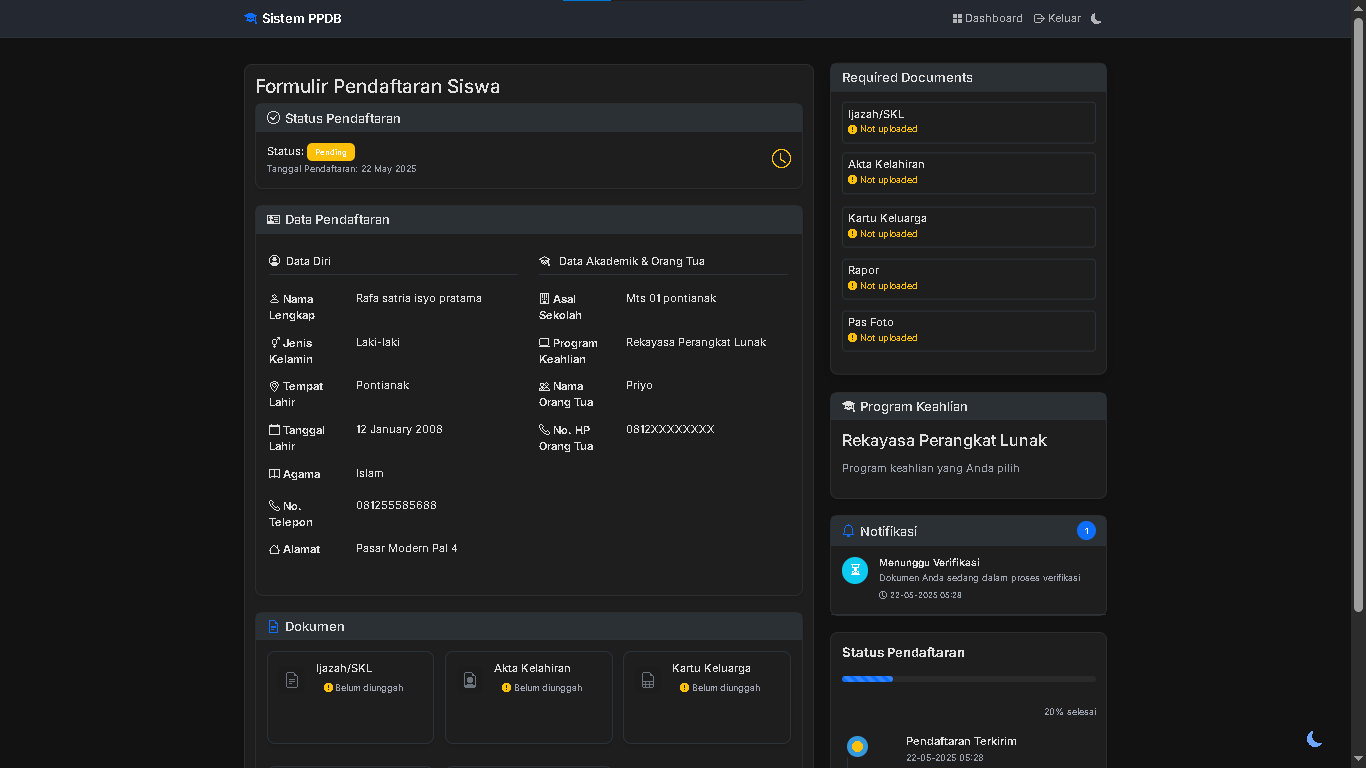 Sistem PPDB
Dashboard
Keluar
Formulir Pendaftaran Siswa
Status Pendaftaran
Status: Pending
Tanggal Pendaftaran: 22 May 2025
Data Pendaftaran
Data Diri
Nama Lengkap
Rafa satria isyo pratama
Jenis Kelamin
Laki-laki
Tempat Lahir
Pontianak
Tanggal Lahir
12 January 2008
Agama
Islam
No. Telepon
081255585688
Alamat
Pasar Modern Pal 4
Data Akademik & Orang Tua
Asal Sekolah
Mts 01 pontianak
Program Keahlian
Rekayasa Perangkat Lunak
Nama Orang Tua
Priyo
No. HP Orang Tua
0812XXXXXXXX
Dokumen
Ijazah/SKL
Belum diunggah
Akta Kelahiran
Belum diunggah
Kartu Keluarga
Belum diunggah
Required Documents
Ijazah/SKL
Not uploaded
Akta Kelahiran
Not uploaded
Kartu Keluarga
Not uploaded
Rapor
Not uploaded
Pas Foto
Not uploaded
Program Keahlian
Rekayasa Perangkat Lunak
Program keahlian yang Anda pilih
Notifikasi
1
Menunggu Verifikasi
Dokumen Anda sedang dalam proses verifikasi
22-05-2025 05:28
Status Pendaftaran
20% selesai
Pendaftaran Terkirim
22-05-2025 05:28